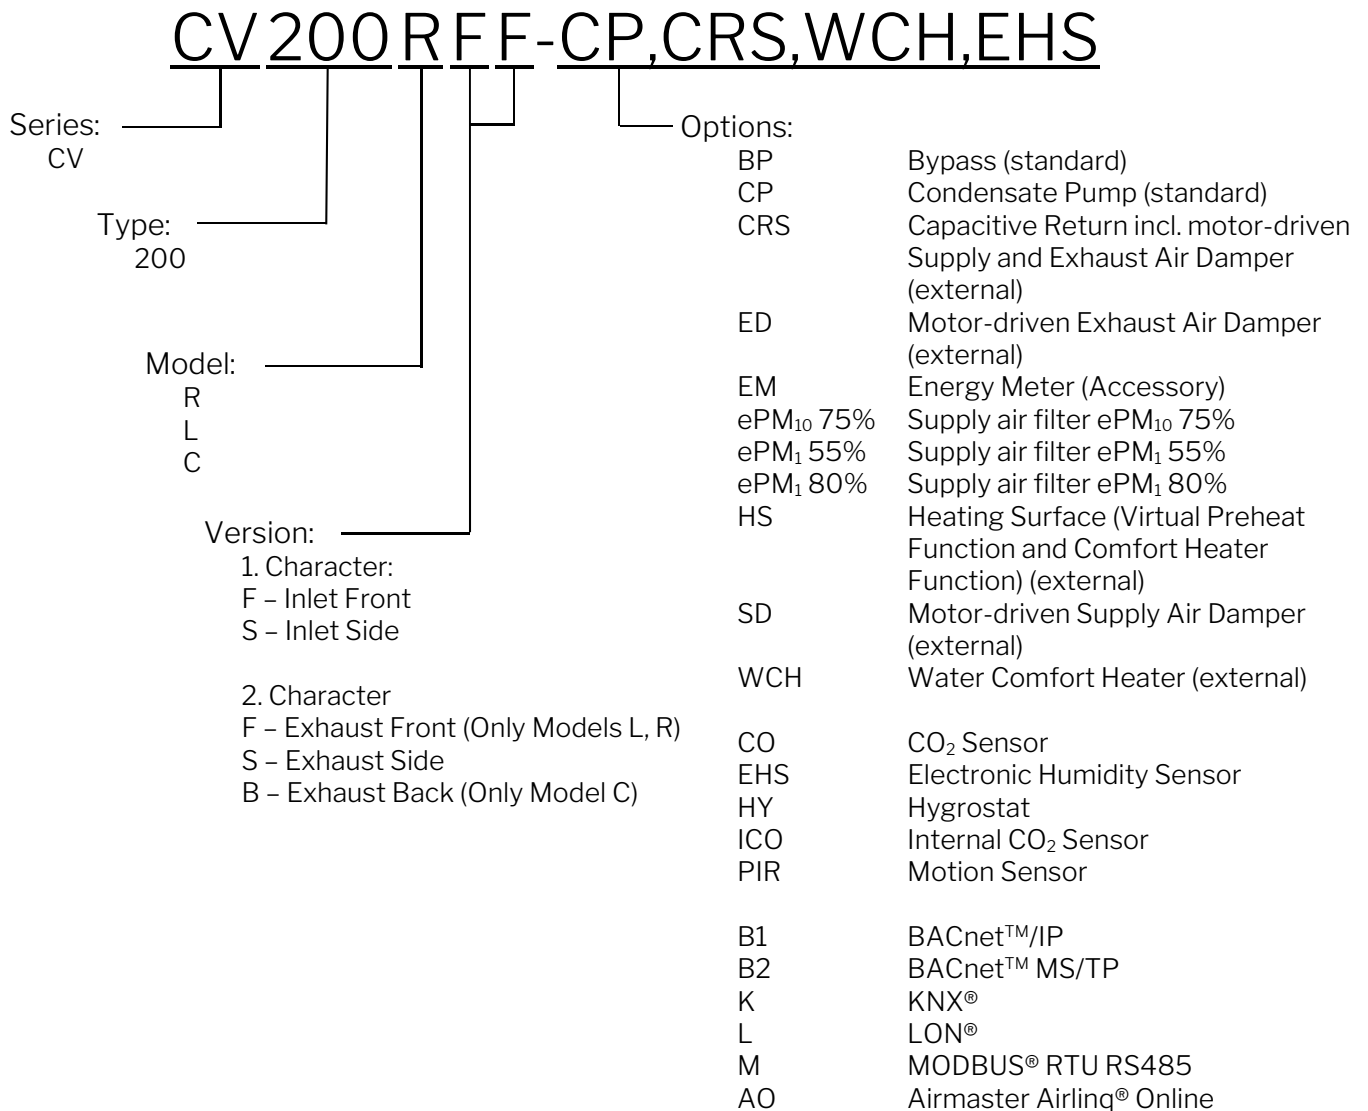 CV200RFF-CP,CRS,WCH,EHS
Series:
CV
Type:
200
Model:
R
L
C
Version:
1. Character:
F – Inlet Front
S – Inlet Side
2. Character
F – Exhaust Front (Only Models L, R)
S – Exhaust Side
B – Exhaust Back (Only Model C)
Options:
BP Bypass (standard)
CP Condensate Pump (standard)
CRS Capacitive Return incl. motor-driven
Supply and Exhaust Air Damper
(external)
ED Motor-driven Exhaust Air Damper
(external)
EM Energy Meter (Accessory)
ePM₁₀ 75% Supply air filter ePM₁₀ 75%
ePM₁ 55% Supply air filter ePM₁ 55%
ePM₁ 80% Supply air filter ePM₁ 80%
HS Heating Surface (Virtual Preheat
Function and Comfort Heater
Function) (external)
SD Motor-driven Supply Air Damper
(external)
WCH Water Comfort Heater (external)
CO CO₂ Sensor
EHS Electronic Humidity Sensor
HY Hygrostat
ICO Internal CO₂ Sensor
PIR Motion Sensor
B1 BACnet™/IP
B2 BACnet™ MS/TP
K KNX®
L LON®
M MODBUS® RTU RS485
AO Airmaster Airlinq® Online